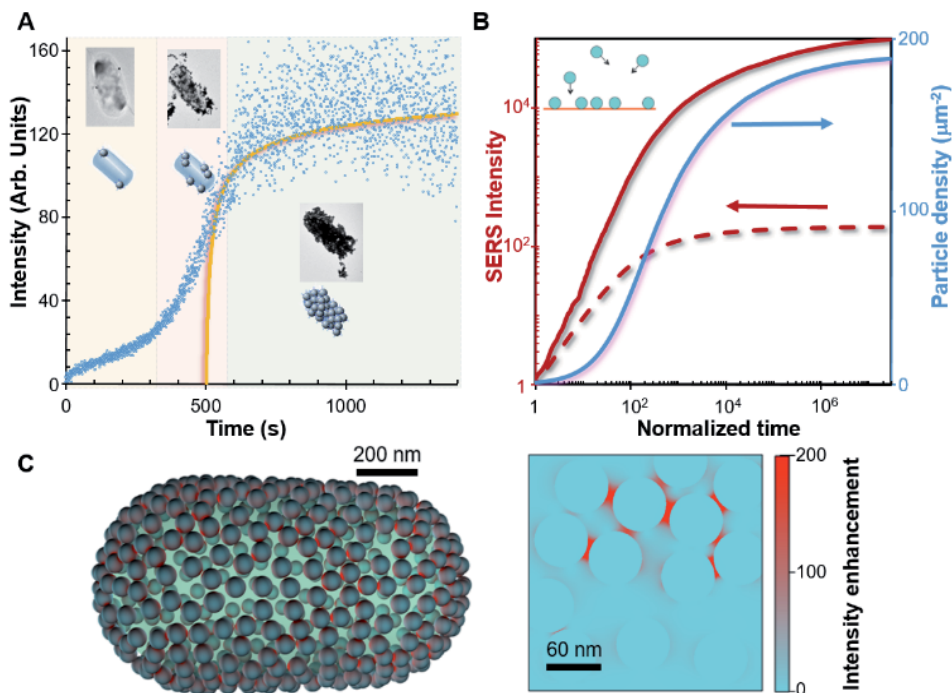 A
Intensity (Arb. Units)
160
120
80
40
0
0
500
1000
Time (s)
B
SERS Intensity
10⁴
10²
1
1
10²
10⁴
10⁶
Normalized time
200
100
0
Particle density (μm⁻²)
C
200 nm
60 nm
200
100
0
Intensity enhancement